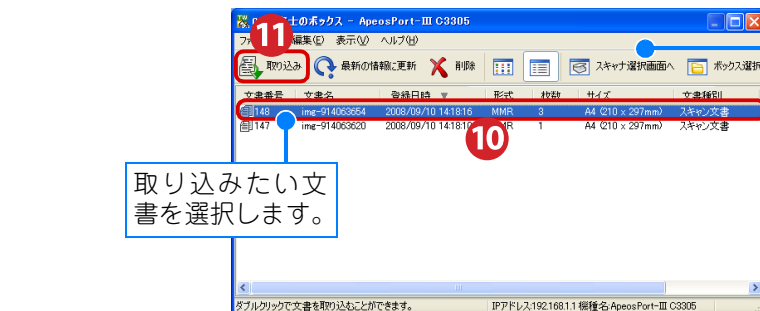 士のボックス - ApeosPort-III C3305
編集(E) 表示(V) ヘルプ(H)
11
取り込み 最新の情報に更新 削除 スキャナ選択画面へ ボックス選択
文書番号 文書名 登録日時 形式 枚数 サイズ 文書種別
148 img-914063654 2008/09/10 14:18:16 MMR 3 A4 (210 x 297mm) スキャン文書
147 img-914063620 2008/09/10 14:18:10 MMR 1 A4 (210 x 297mm) スキャン文書
10
取り込みたい文
書を選択します。
ダブルクリックで文書を取り込むことができます。 IPアドレス:192.168.1.1 機種名:ApeosPort-III C3305